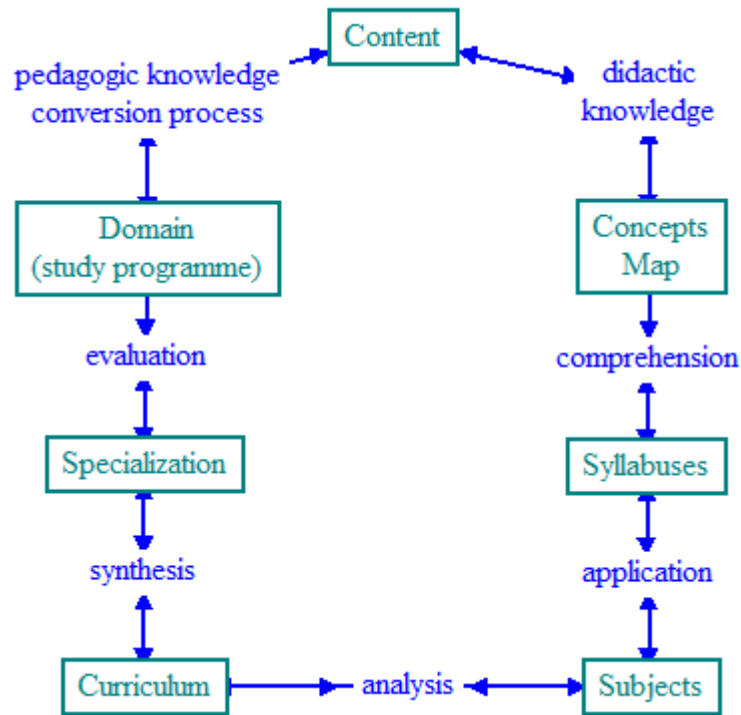 Content
pedagogic knowledge
conversion process
didactic
knowledge
Domain
(study programme)
Concepts
Map
evaluation
comprehension
Specialization
Syllabuses
synthesis
application
Curriculum
analysis
Subjects